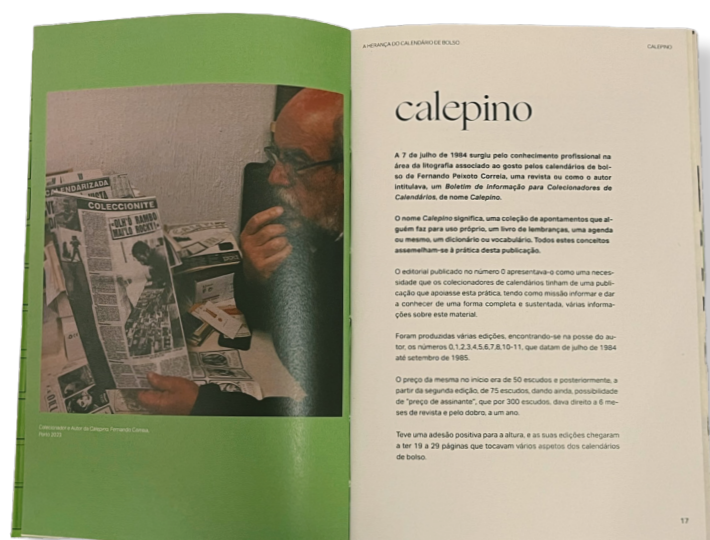 CALENDARIZADA
COLECCIONITE
«OLH'Ó RAMBO
MAI'LO ROCKY!»
Colecionador e Autor da Calepino, Fernando Correia,
Porto, 2023
A HERANÇA DO CALENDÁRIO DE BOLSO
CALEPINO
calepino
A 7 de julho de 1984 surgiu pelo conhecimento profissional na
área da litografia associado ao gosto pelos calendários de bol-
so de Fernando Peixoto Correia, uma revista ou como o autor
intitulava, um Boletim de Informação para Colecionadores de
Calendários, de nome Calepino.
O nome Calepino significa, uma coleção de apontamentos que al-
guém faz para uso próprio, um livro de lembranças, uma agenda
ou mesmo, um dicionário ou vocabulário. Todos estes conceitos
assemelham-se à prática desta publicação.
O editorial publicado no número 0 apresentava-o como uma neces-
sidade que os colecionadores de calendários tinham de uma publi-
cação que apoiasse esta prática, tendo como missão informar e dar
a conhecer de uma forma completa e sustentada, várias informa-
ções sobre este material.
Foram produzidas várias edições, encontrando-se na posse do au-
tor, os números 0,1,2,3,4,5,6,7,8,10-11, que datam de julho de 1984
até setembro de 1985.
O preço da mesma no início era de 50 escudos e posteriormente, a
partir da segunda edição, de 75 escudos, dando ainda, possibilidade
de "preço de assinante", que por 300 escudos, dava direito a 6 me-
ses de revista e pelo dobro, a um ano.
Teve uma adesão positiva para a altura, e as suas edições chegaram
a ter 19 a 29 páginas que tocavam vários aspetos dos calendários
de bolso.
17